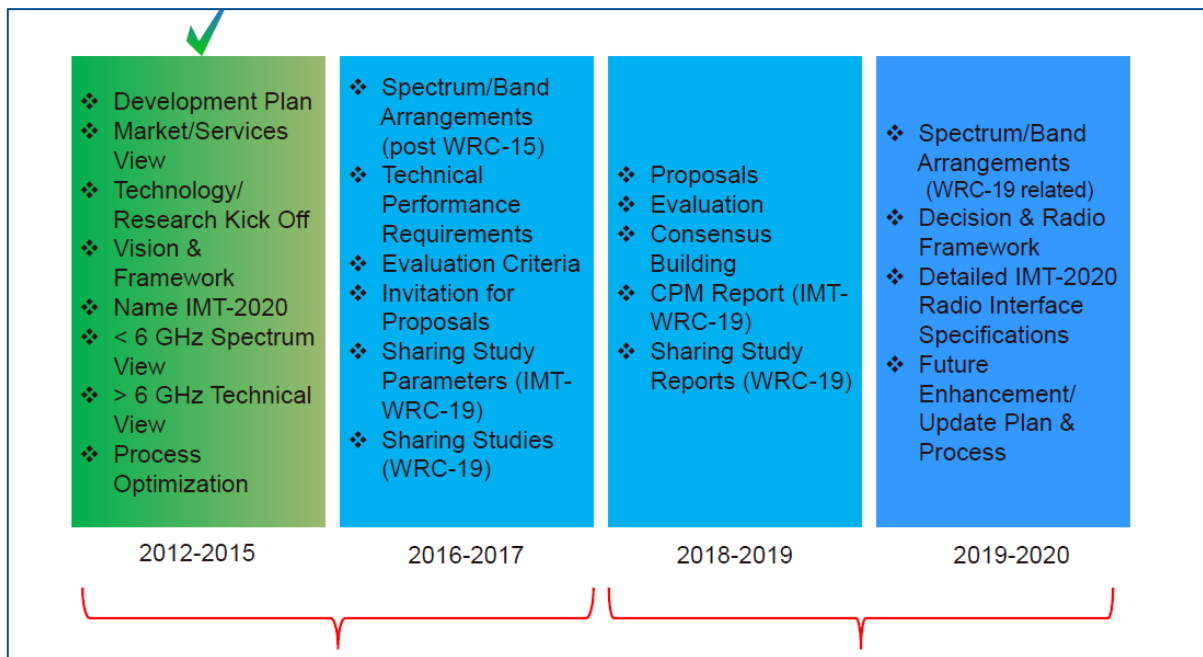 ❖ Development Plan
❖ Market/Services
View
❖ Technology/
Research Kick Off
❖ Vision &
Framework
❖ Name IMT-2020
❖ < 6 GHz Spectrum
View
❖ > 6 GHz Technical
View
❖ Process
Optimization
2012-2015
❖ Spectrum/Band
Arrangements
(post WRC-15)
❖ Technical
Performance
Requirements
❖ Evaluation Criteria
❖ Invitation for
Proposals
❖ Sharing Study
Parameters (IMT-
WRC-19)
❖ Sharing Studies
(WRC-19)
2016-2017
❖ Proposals
❖ Evaluation
❖ Consensus
Building
❖ CPM Report (IMT-
WRC-19)
❖ Sharing Study
Reports (WRC-19)
2018-2019
❖ Spectrum/Band
Arrangements
(WRC-19 related)
❖ Decision & Radio
Framework
❖ Detailed IMT-2020
Radio Interface
Specifications
❖ Future
Enhancement/
Update Plan &
Process
2019-2020